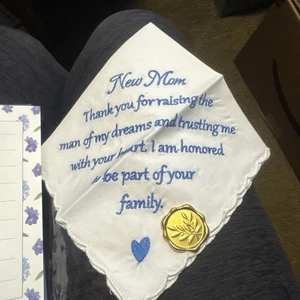 New Mom
Thank you for raising the
man of my dreams and trusting me
with your heart. I am honored
to be part of your
family.